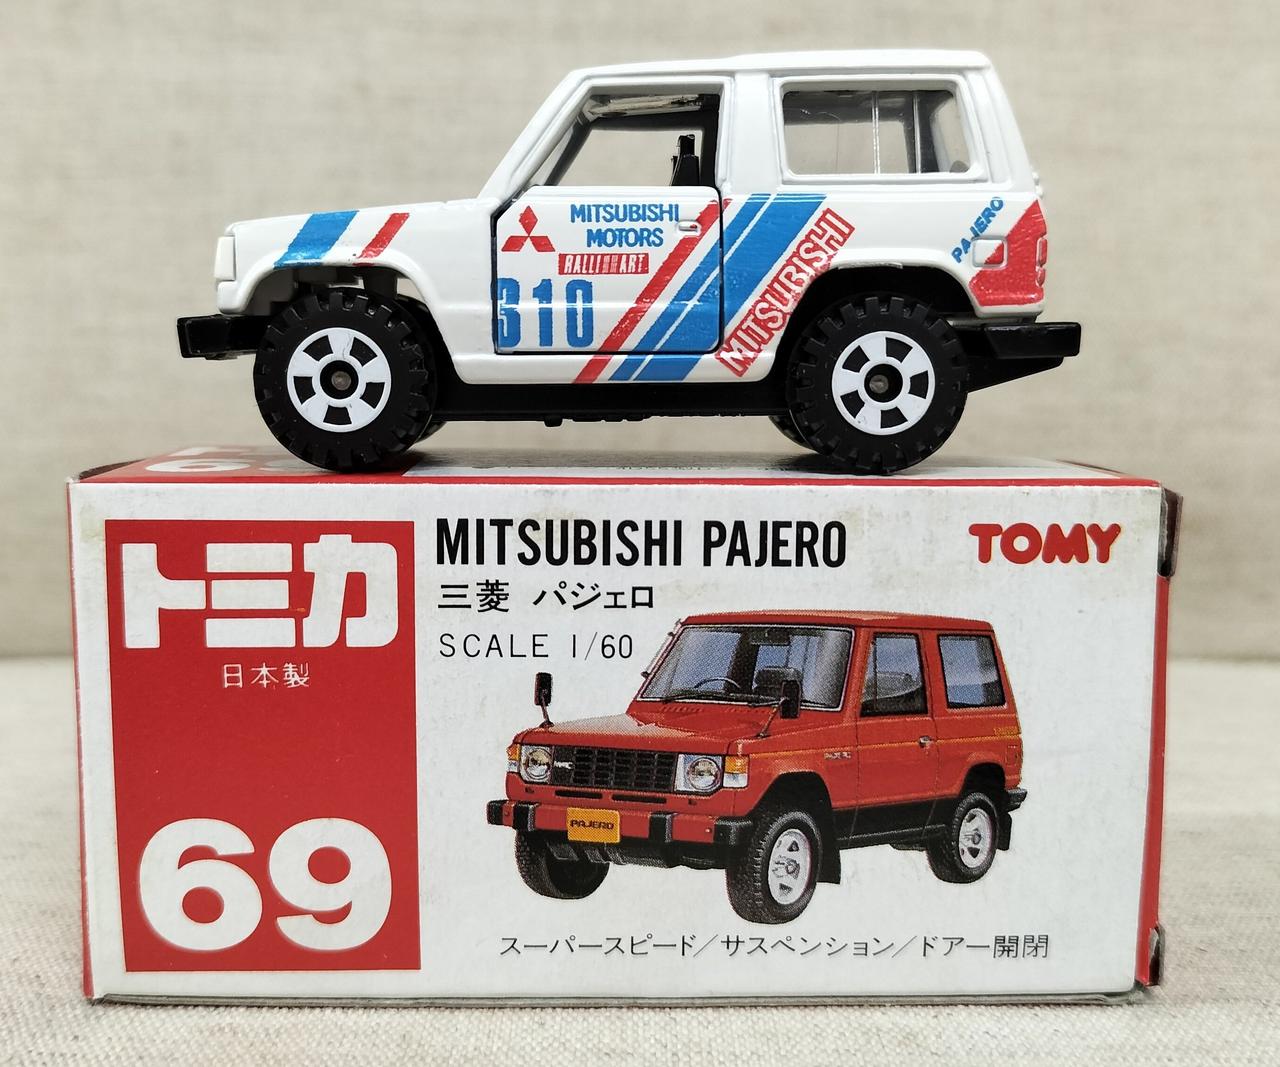 MITSUBISHI
MOTORS
RALLIART
310
MITSUBISHI
PAJERO
トミカ
日本製
69
MITSUBISHI PAJERO
三菱 パジェロ
SCALE 1/60
TOMY
PAJERO
スーパースピード/サスペンション/ドアー開閉